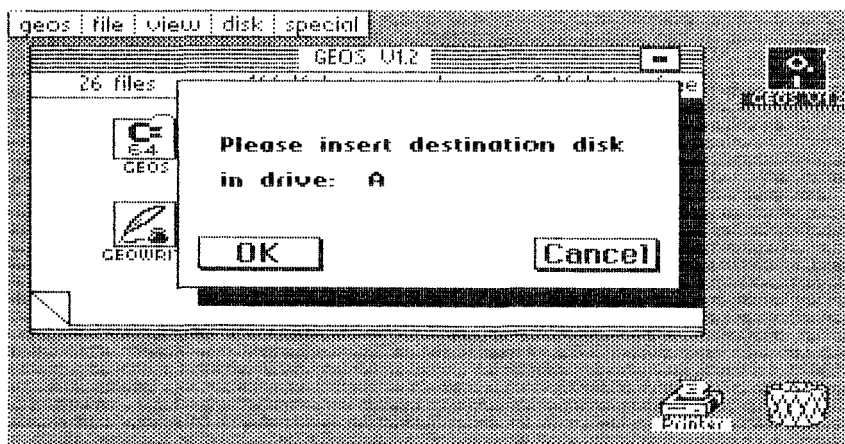 geos file view disk special
GEOS V1.2
26 files
Please insert destination disk
in drive: A
C=
64
GEOS
GEOWRI
OK Cancel
Printer